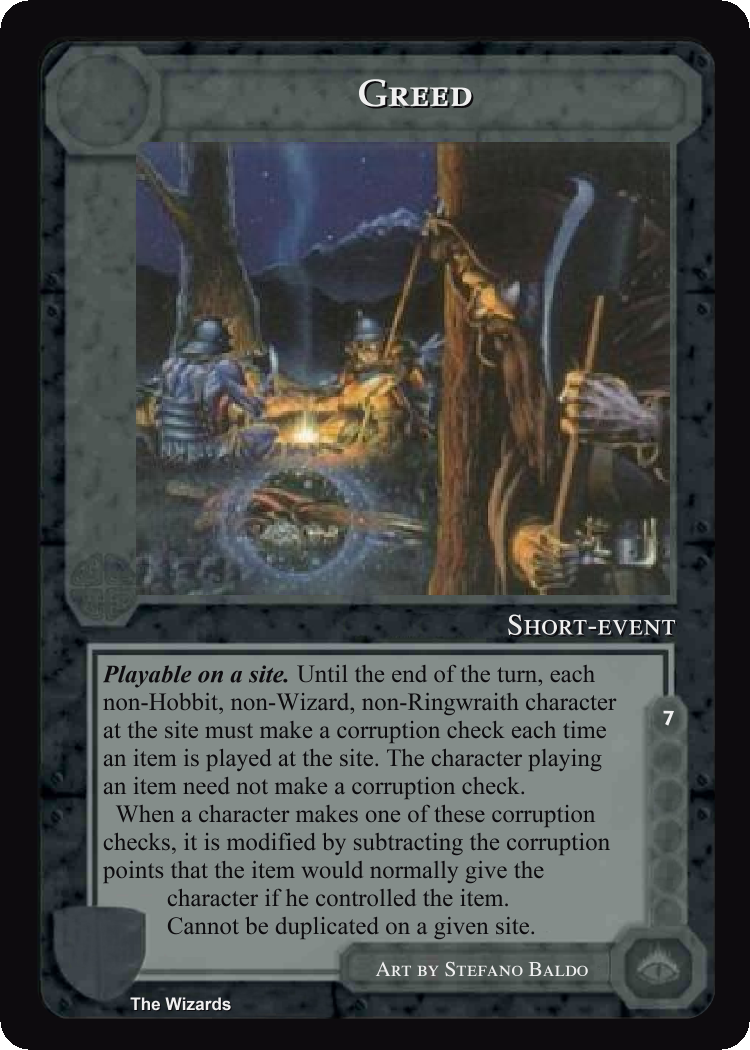 Greed
Short-event
Playable on a site. Until the end of the turn, each
non-Hobbit, non-Wizard, non-Ringwraith character
at the site must make a corruption check each time
an item is played at the site. The character playing
an item need not make a corruption check.
When a character makes one of these corruption
checks, it is modified by subtracting the corruption
points that the item would normally give the
character if he controlled the item.
Cannot be duplicated on a given site.
7
Art by Stefano Baldo
The Wizards